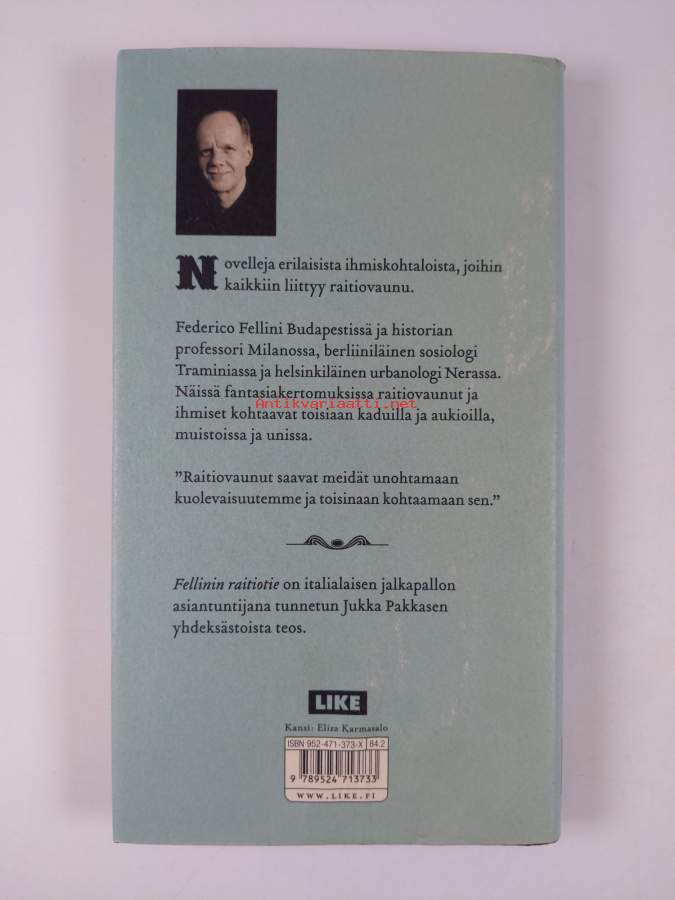 Novelleja erilaisista ihmiskohtaloista, joihin
kaikkiin liittyy raitiovaunu.
Federico Fellini Budapestissä ja historian
professori Milanossa, berliiniläinen sosiologi
Traminiassa ja helsinkiläinen urbanologi Nerassa.
Näissä fantasiakertomuksissa raitiovaunut ja
Antikvariaatti.net
ihmiset kohtaavat toisiaan kaduilla ja aukioilla,
muistoissa ja unissa.
”Raitiovaunut saavat meidät unohtamaan
kuolevaisuutemme ja toisinaan kohtaamaan sen.”
Fellinin raitiotie on italialaisen jalkapallon
asiantuntijana tunnetun Jukka Pakkasen
yhdeksästoista teos.
LIKE
Kansi: Elisa Karmasalo
ISBN 952-471-373-X 84.2
9 789524 713733
WWW.LIKE.FI